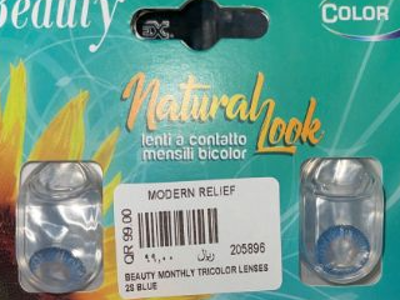 Beauty
COLOR
Natural Look
lenti a contatto
mensili bicolor
MODERN RELIEF
QR 99.00
٩٩,٠٠ ريال 205896
BEAUTY MONTHLY TRICOLOR LENSES
2S BLUE